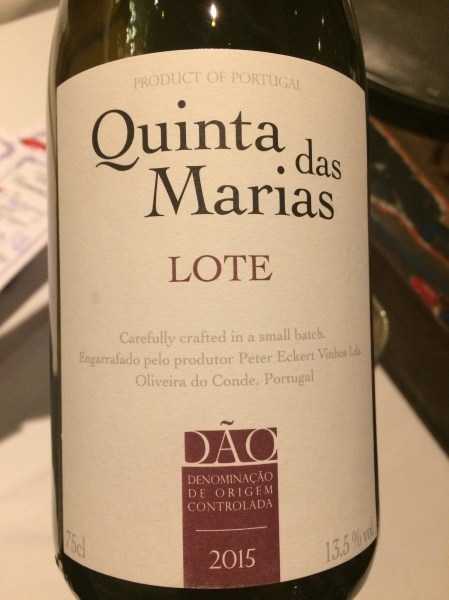 PRODUCT OF PORTUGAL
Quinta das
Marias
LOTE
Carefully crafted in a small batch.
Engarrafado pelo produtor Peter Eckert Vinhos Lda.
Oliveira do Conde, Portugal
DÃO
DENOMINAÇÃO
DE ORIGEM
CONTROLADA
2015
75cl
13.5 % vol.